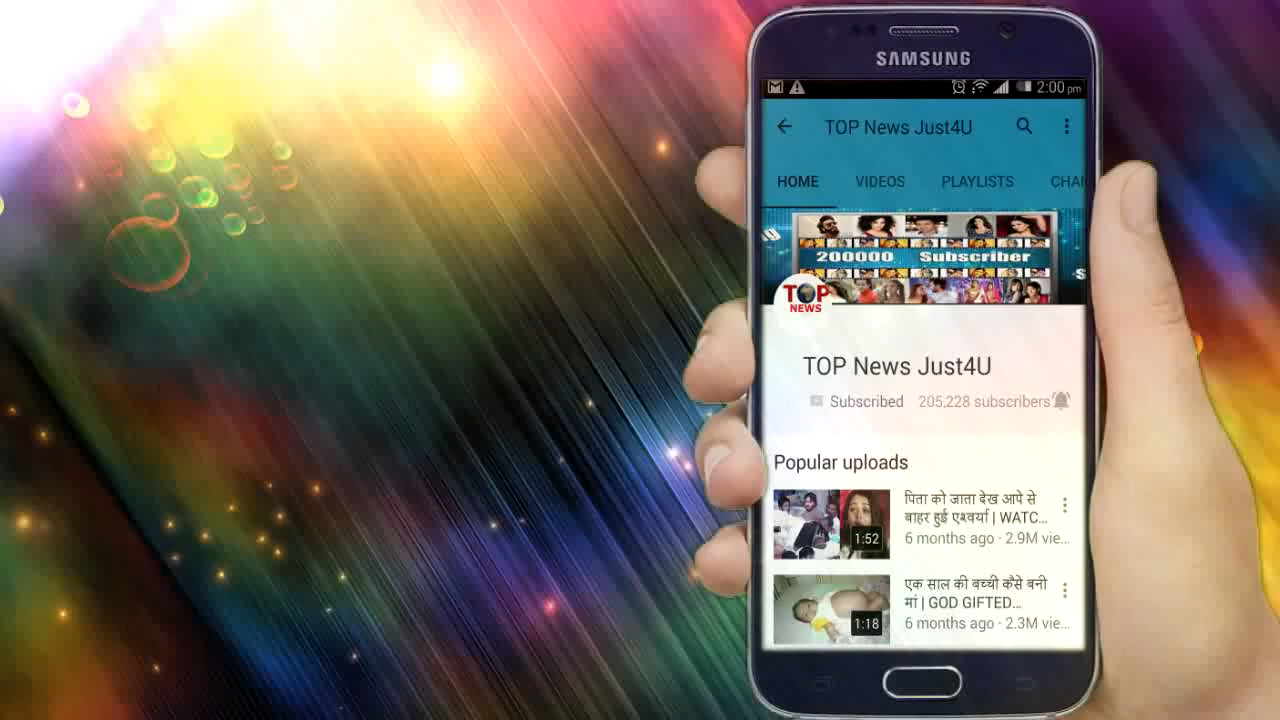 SAMSUNG
2:00 pm
TOP News Just4U
HOME VIDEOS PLAYLISTS CHAN
200000 Subscriber
TOP
NEWS
TOP News Just4U
Subscribed 205,228 subscribers
Popular uploads
पिता को जाता देख आपे से
बाहर हुई एश्वर्या | WATC...
1:52
6 months ago · 2.9M vie...
एक साल की बच्ची कैसे बनी
मां | GOD GIFTED...
1:18
6 months ago · 2.3M vie...